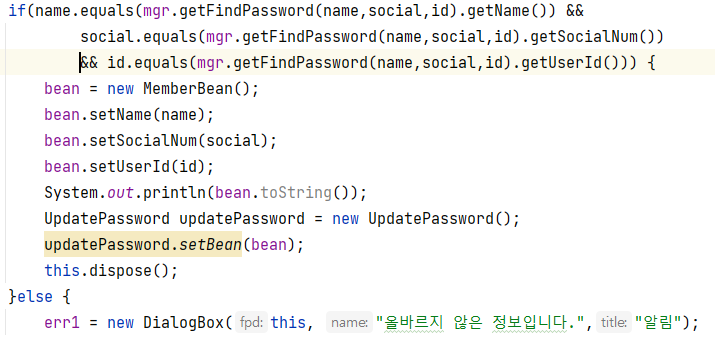 if(name.equals(mgr.getFindPassword(name,social,id).getName()) &&
social.equals(mgr.getFindPassword(name,social,id).getSocialNum())
&& id.equals(mgr.getFindPassword(name,social,id).getUserId())) {
bean = new MemberBean();
bean.setName(name);
bean.setSocialNum(social);
bean.setUserId(id);
System.out.println(bean.toString());
UpdatePassword updatePassword = new UpdatePassword();
updatePassword.setBean(bean);
this.dispose();
}else {
err1 = new DialogBox( fpd: this, name: "올바르지 않은 정보입니다.", title: "알림");